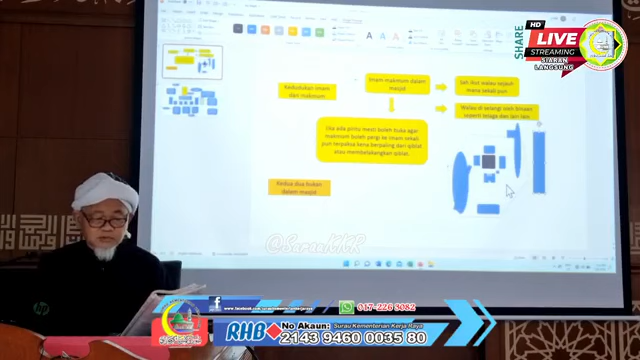 SHARE
HD
LIVE
STREAMING
SIARAN
LANGSUNG
Kedudukan imam
dan makmum
Imam makmum dalam
masjid
Sah ikut walau sejauh
mana sekali pun
Walau di selangi oleh binaan
seperti telaga dan lain lain
Jika ada pintu mesti boleh buka agar
makmum boleh pergi ke imam sekali
pun terpaksa kena berpaling dari qiblat
atau membelakangkan qiblat
Kedua dua bukan
dalam masjid
@SurauKKR
hp
017-226 8082
RHB
No Akaun: Surau Kementerian Kerja Raya
2143 9460 0035 80